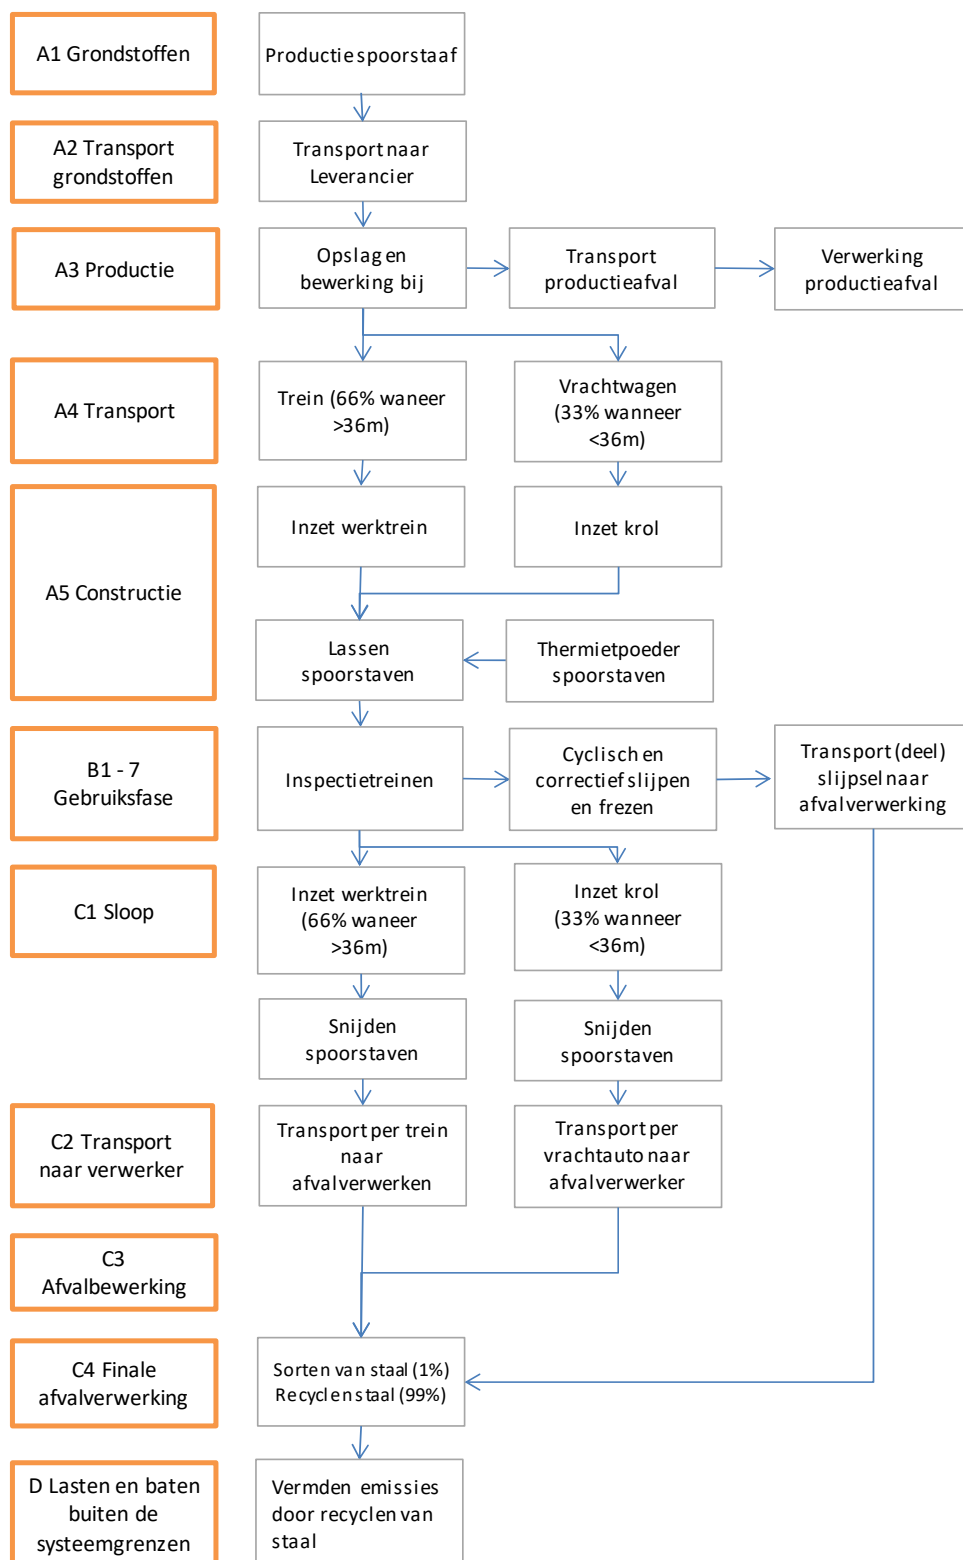 A1 Grondstoffen
Productie spoorstaaf
A2 Transport
grondstoffen
Transport naar
Leverancier
A3 Productie
Opslag en
bewerking bij
Transport
productieafval
Verwerking
productieafval
A4 Transport
Trein (66% waneer
>36m)
Vrachtwagen
(33% wanneer
<36m)
A5 Constructie
Inzet werktrein
Inzet krol
Lassen
spoorstaven
Thermietpoeder
spoorstaven
B1 - 7
Gebruiksfase
Inspectietreinen
Cyclisch en
correctief slijpen
en frezen
Transport (deel)
slijpsel naar
afvalverwerking
C1 Sloop
Inzet werktrein
(66% waneer
>36m)
Inzet krol
(33% wanneer
<36m)
Snijden
spoorstaven
Snijden
spoorstaven
C2 Transport
naar verwerker
Transport per trein
naar
afvalverwerken
Transport per
vrachtauto naar
afvalverwerker
C3
Afvalbewerking
C4 Finale
afvalverwerking
Sorten van staal (1%)
Recyclen staal (99%)
D Lasten en baten
buiten de
systeemgrenzen
Vermden emissies
door recyclen van
staal